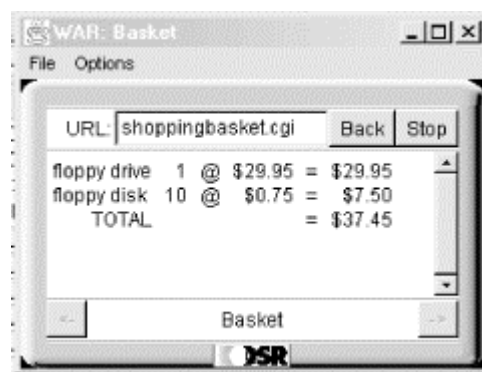 WAR: Basket
File Options
URL: shoppingbasket.cgi Back Stop
floppy drive 1 @ $29.95 = $29.95
floppy disk 10 @ $0.75 = $7.50
TOTAL = $37.45
<- Basket ->
DSR